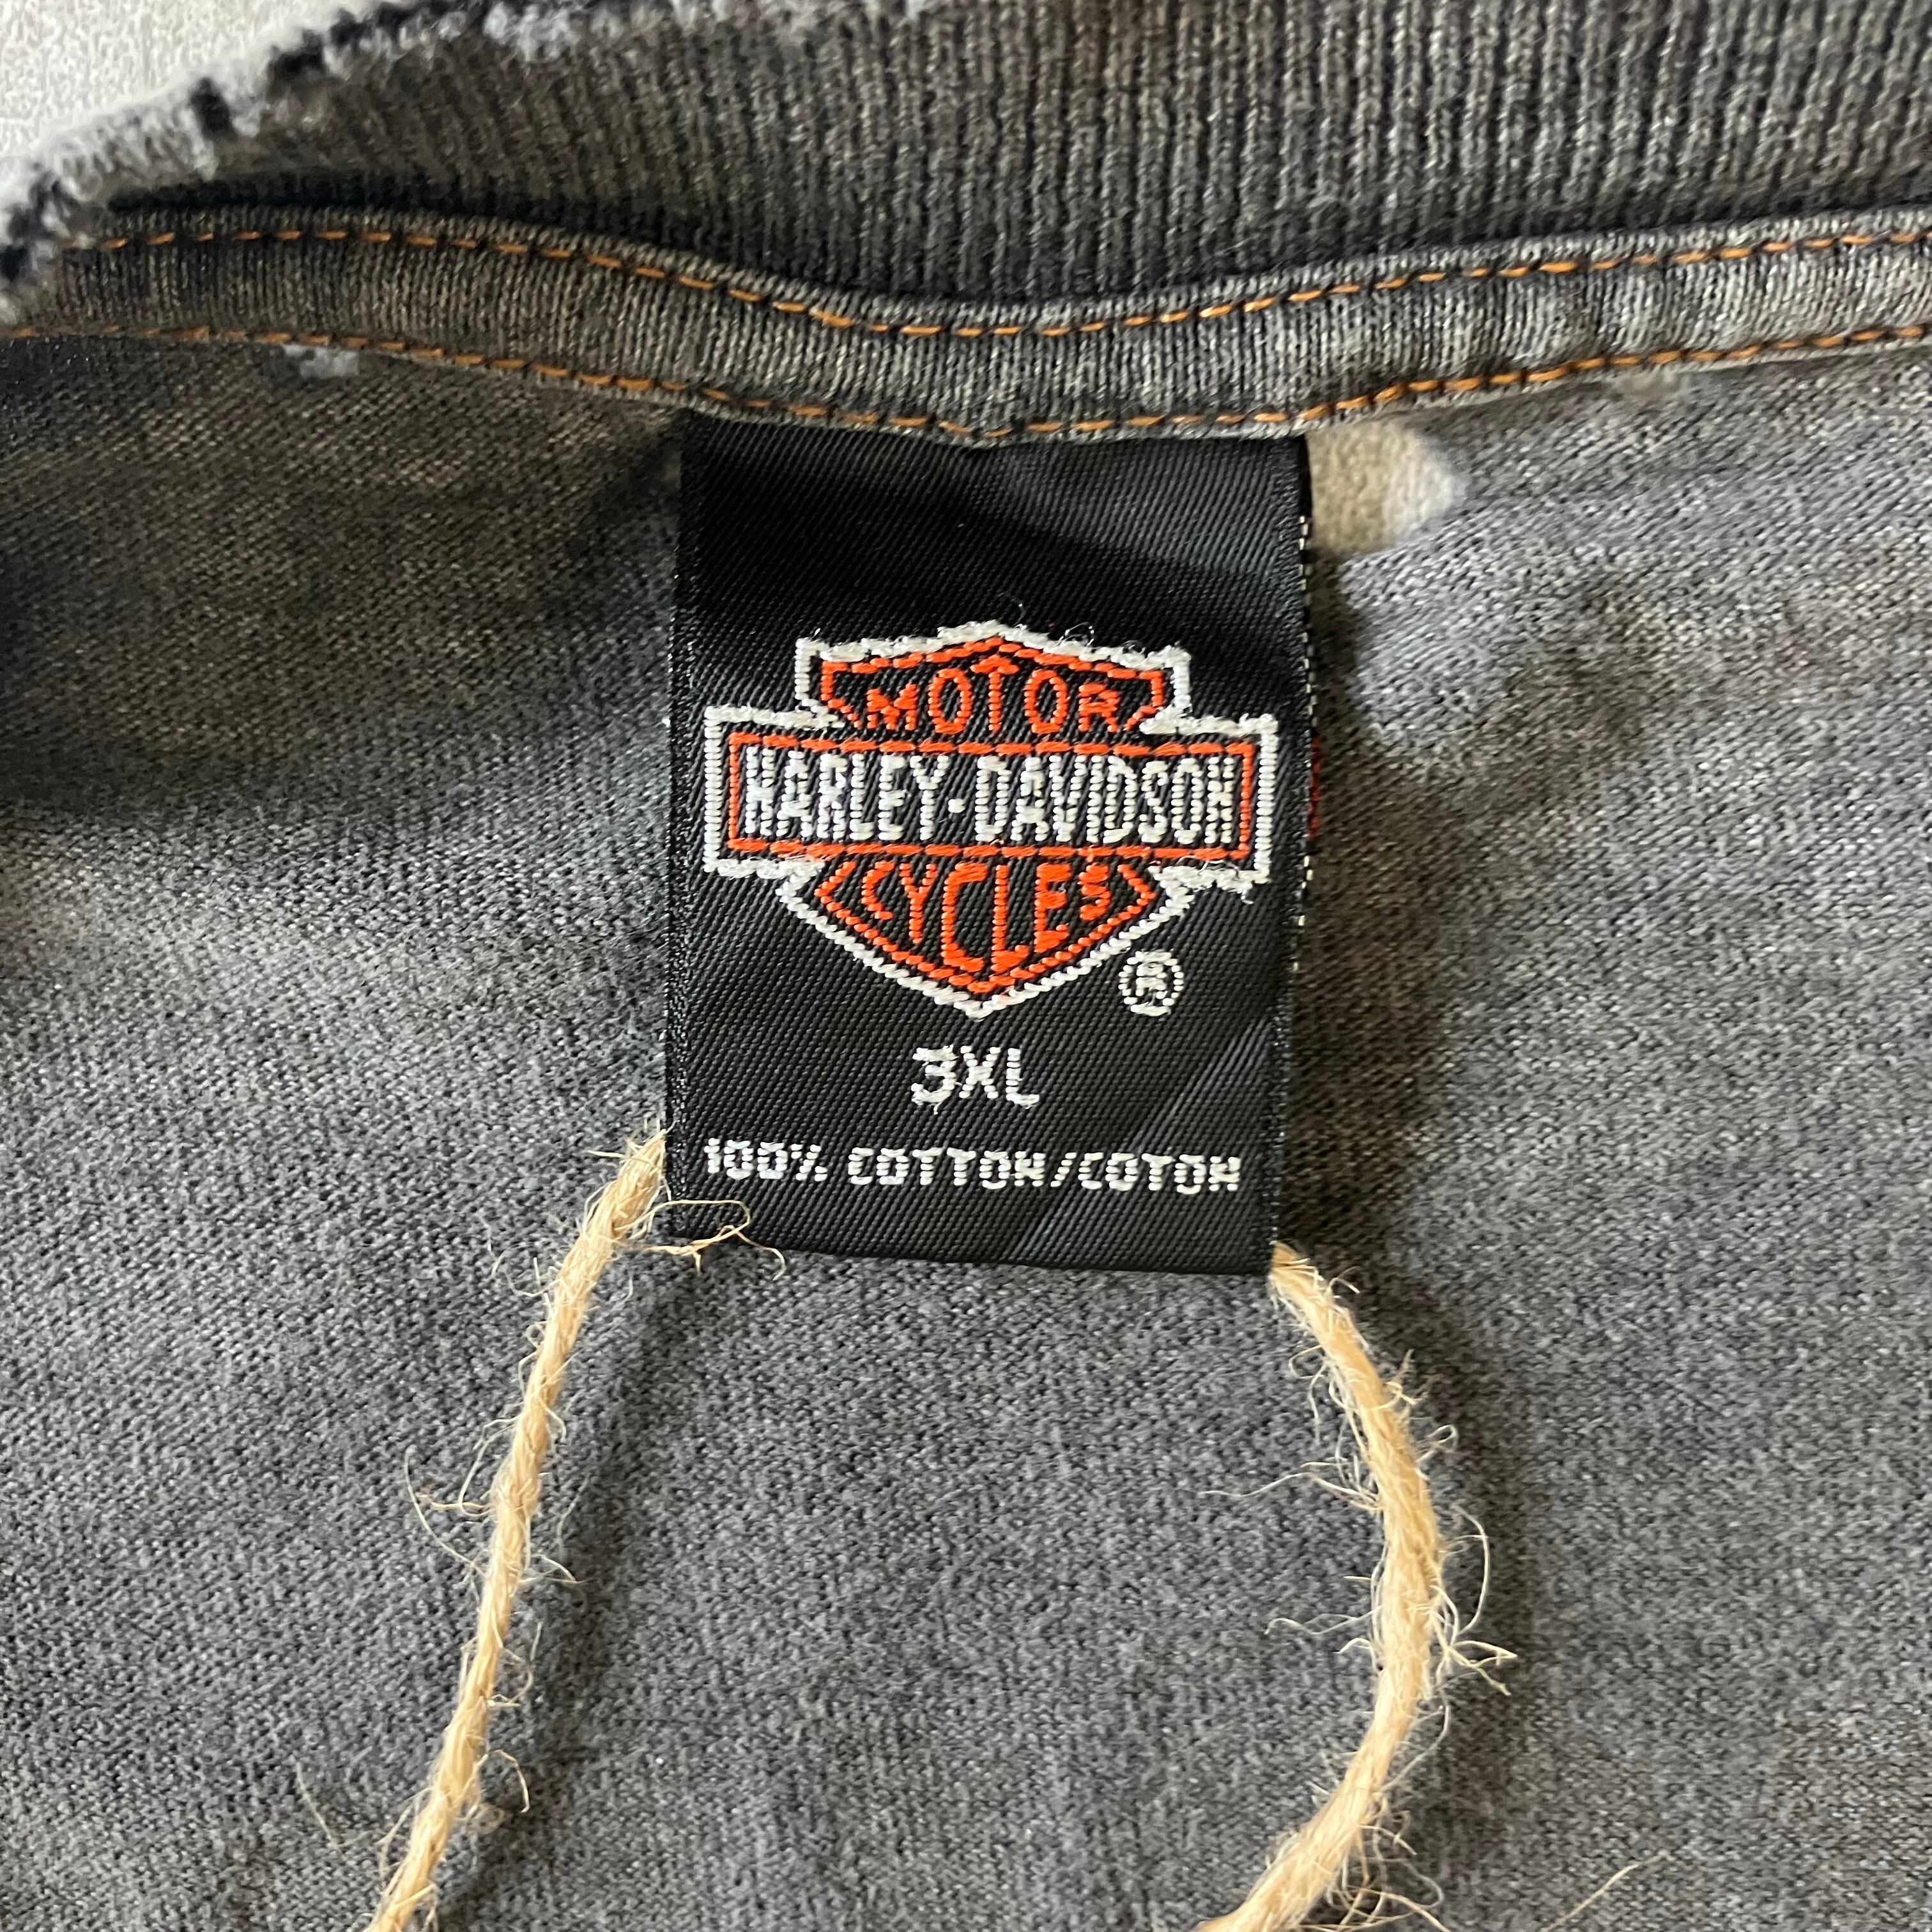 MOTOR
HARLEY-DAVIDSON
CYCLES
®
3XL
100% COTTON/COTON